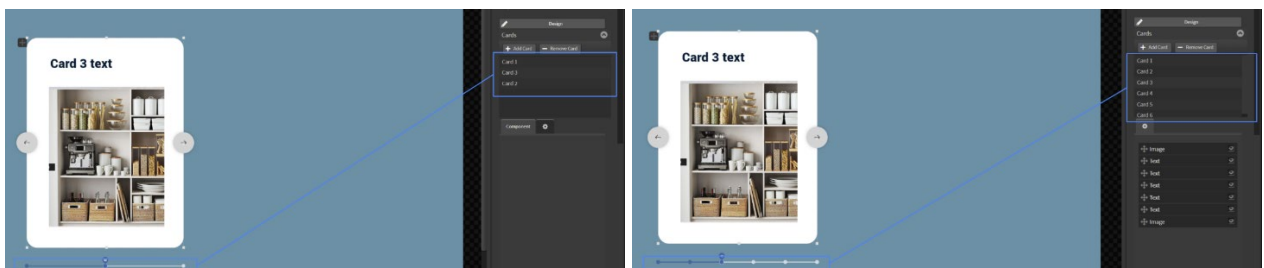 Design
Cards
+ Add Card − Remove Card
Card 1
Card 3
Card 2
Component
Card 3 text
Design
Cards
+ Add Card − Remove Card
Card 1
Card 2
Card 3
Card 4
Card 5
Card 6
Image
Text
Text
Text
Text
Text
Image
Card 3 text